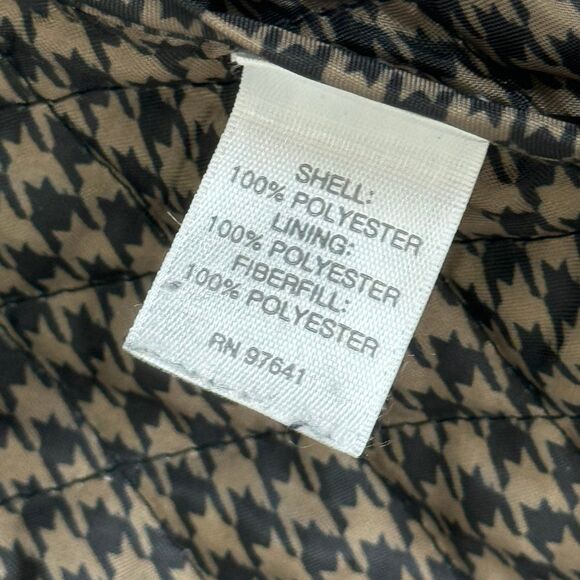 SHELL:
100% POLYESTER
LINING:
100% POLYESTER
FIBERFILL:
100% POLYESTER
RN 97641